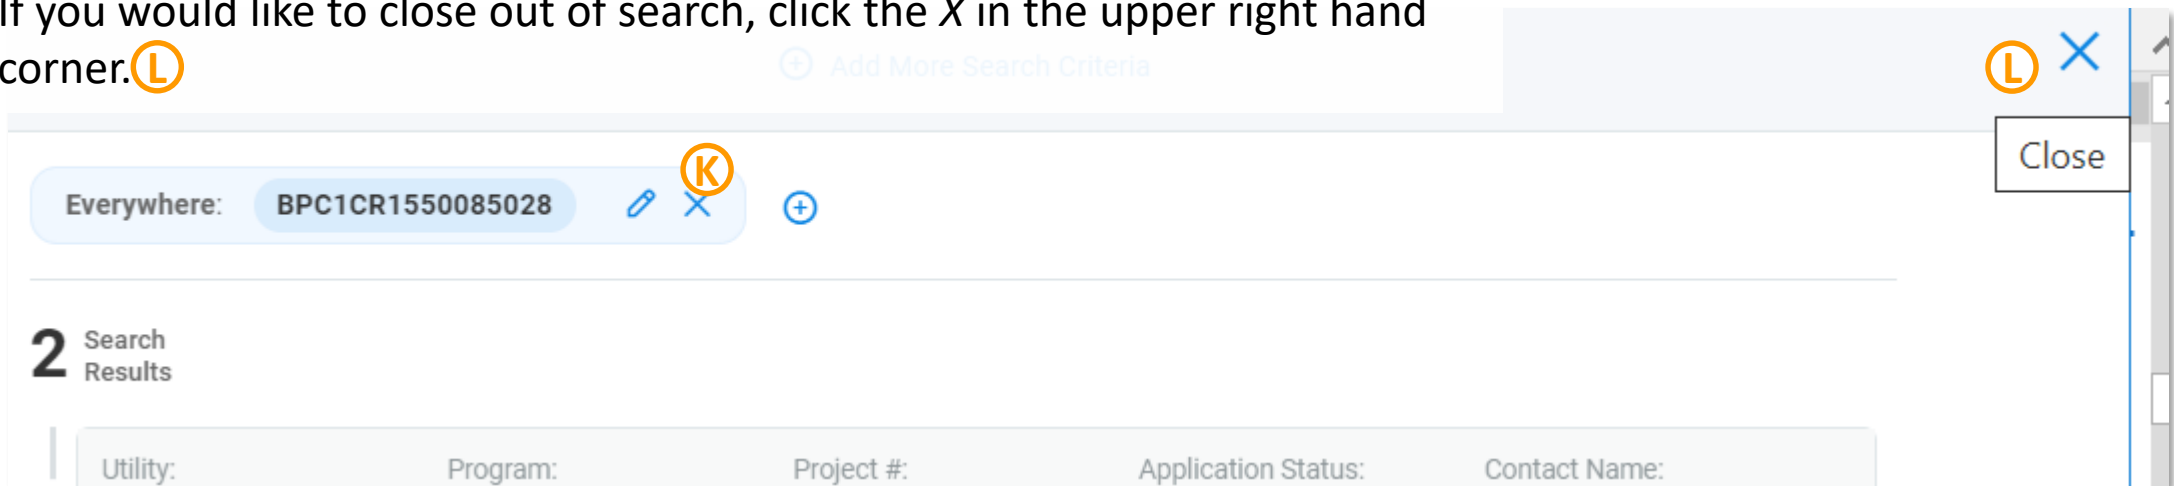 If you would like to close out of search, click the X in the upper right hand
corner. L
Add More Search Criteria
L
Close
K
Everywhere: BPC1CR1550085028
2 Search
Results
Utility: Program: Project #: Application Status: Contact Name: